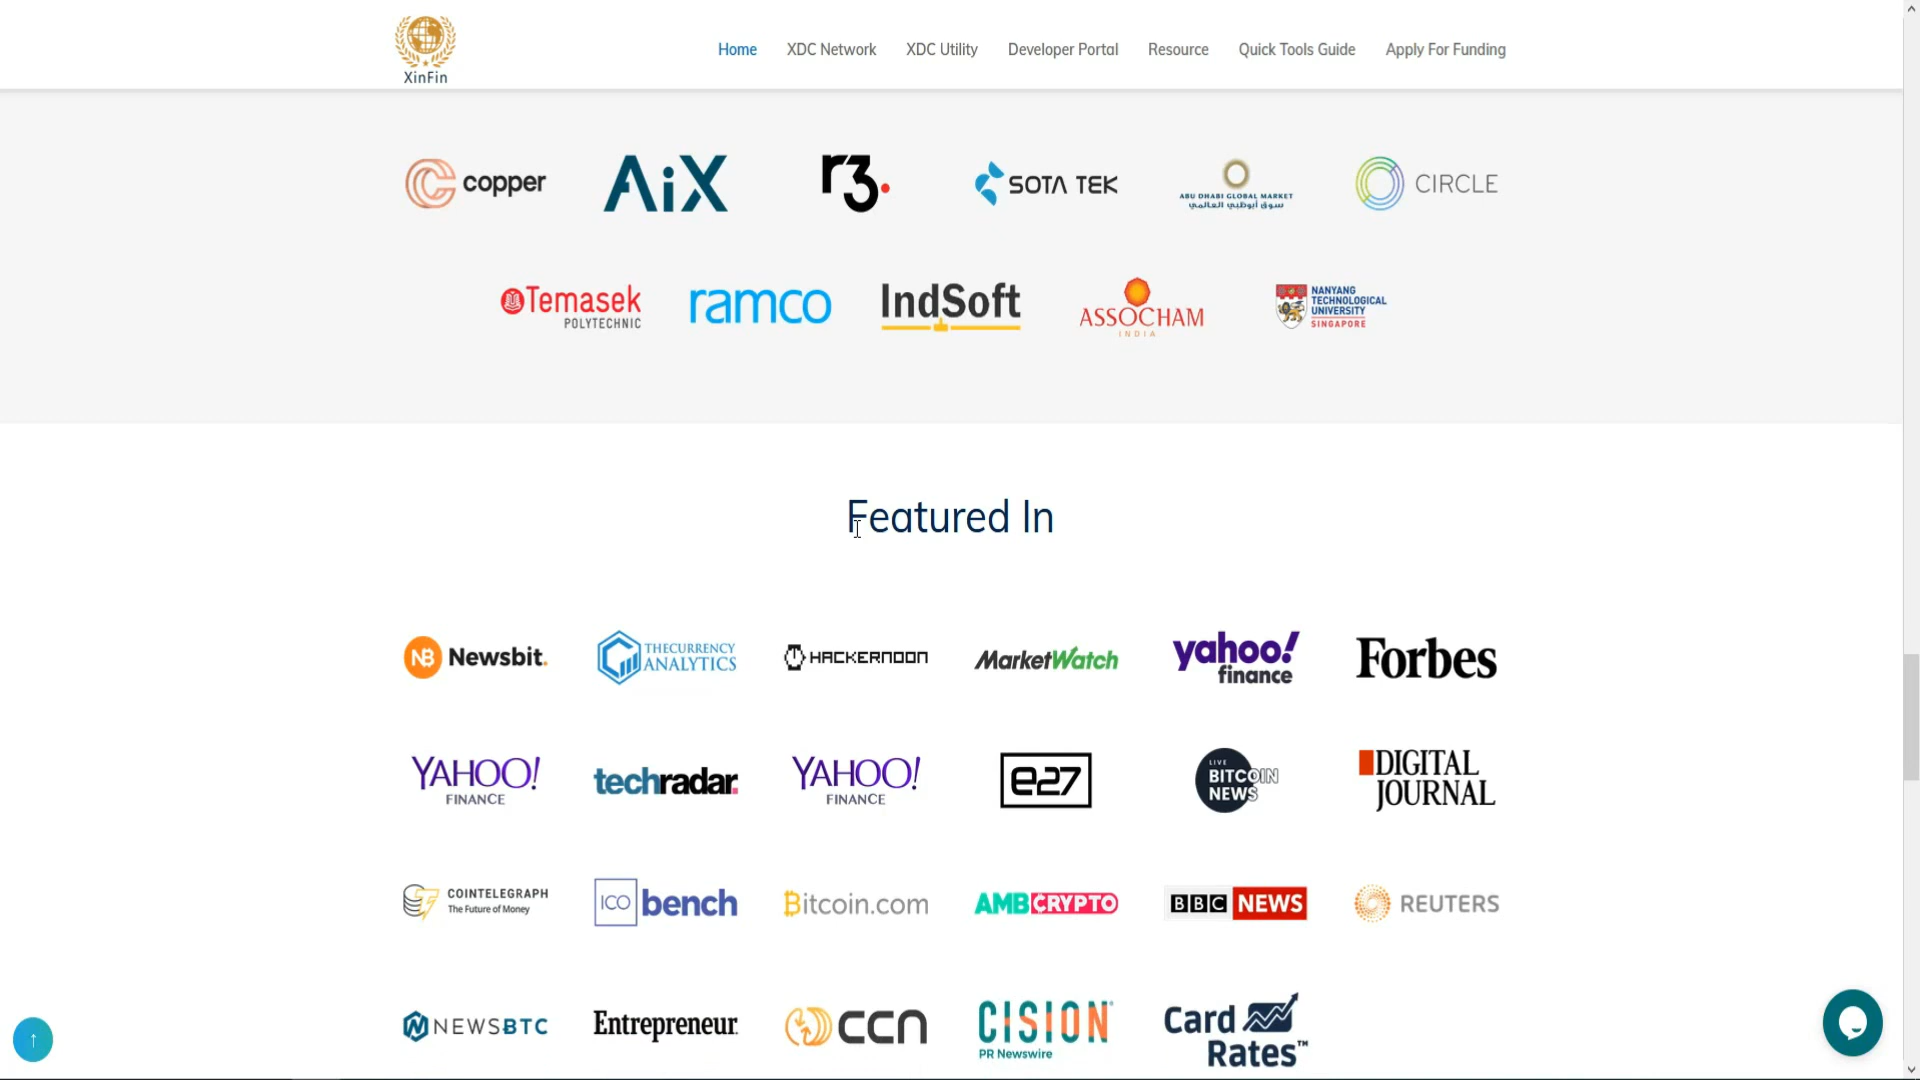 XinFin
Home XDC Network XDC Utility Developer Portal Resource Quick Tools Guide Apply For Funding
copper
AiX
r3.
SOTA TEK
ABU DHABI GLOBAL MARKET
سوق أبوظبي العالمي
CIRCLE
Temasek
POLYTECHNIC
ramco
IndSoft
ASSOCHAM
INDIA
NANYANG
TECHNOLOGICAL
UNIVERSITY
SINGAPORE
Featured In
NB Newsbit.
THECURRENCY
ANALYTICS
HACKERNOON
MarketWatch
yahoo!
finance
Forbes
YAHOO!
FINANCE
techradar.
YAHOO!
FINANCE
e27
LIVE
BITCOIN
NEWS
DIGITAL
JOURNAL
COINTELEGRAPH
The Future of Money
ICO bench
Bitcoin.com
AMBCRYPTO
BBC NEWS
REUTERS
NEWSBTC
Entrepreneur.
CCN
CISION
PR Newswire
Card
Rates™
↑